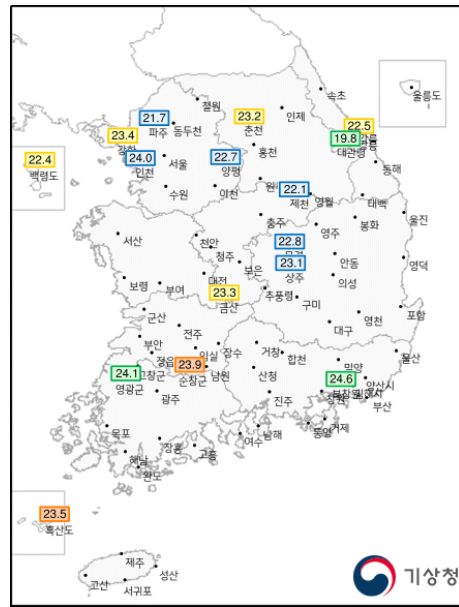 철원
속초
울릉도
21.7
파주
동두천
23.2
춘천
인제
22.5
강릉
19.8
대관령
23.4
강화
24.0
인천
서울
22.7
양평
홍천
동해
22.4
백령도
수원
이천
22.1
제천
영월
태백
충주
영주
봉화
울진
서산
천안
청주
22.8
23.1
상주
안동
의성
영덕
보은
대전
보령
부여
23.3
금산
추풍령
구미
군산
대구
영천
포항
전주
부안
정읍
임실
장수
거창
합천
밀양
울산
24.1
고창군
영광군
23.9
순창군
남원
산청
24.6
양산시
광주
진주
부산
목포
장흥
고흥
여수
남해
통영
거제
해남
완도
23.5
흑산도
제주
고산
성산
서귀포
기상청